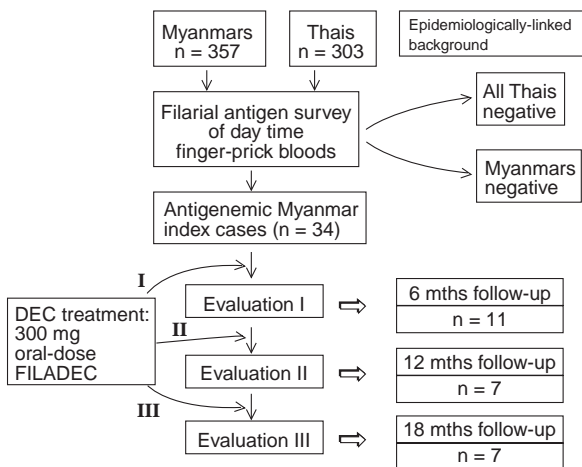 Myanmars
n = 357
Thais
n = 303
Epidemiologically-linked
background
Filarial antigen survey
of day time
finger-prick bloods
All Thais
negative
Myanmars
negative
Antigenemic Myanmar
index cases (n = 34)
I
Evaluation I
6 mths follow-up
n = 11
DEC treatment:
300 mg
oral-dose
FILADEC
II
Evaluation II
12 mths follow-up
n = 7
III
Evaluation III
18 mths follow-up
n = 7